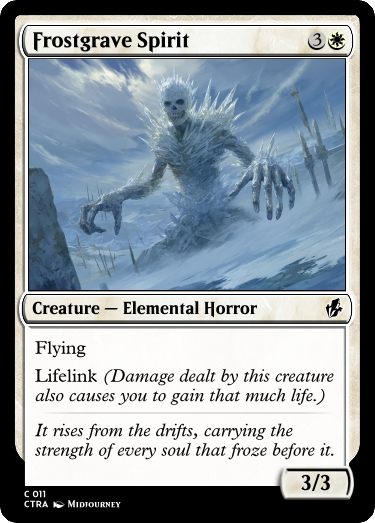 Frostgrave Spirit 3
Creature — Elemental Horror
Flying
Lifelink (Damage dealt by this creature
also causes you to gain that much life.)
It rises from the drifts, carrying the
strength of every soul that froze before it.
3/3
C 011
CTRA Midjourney